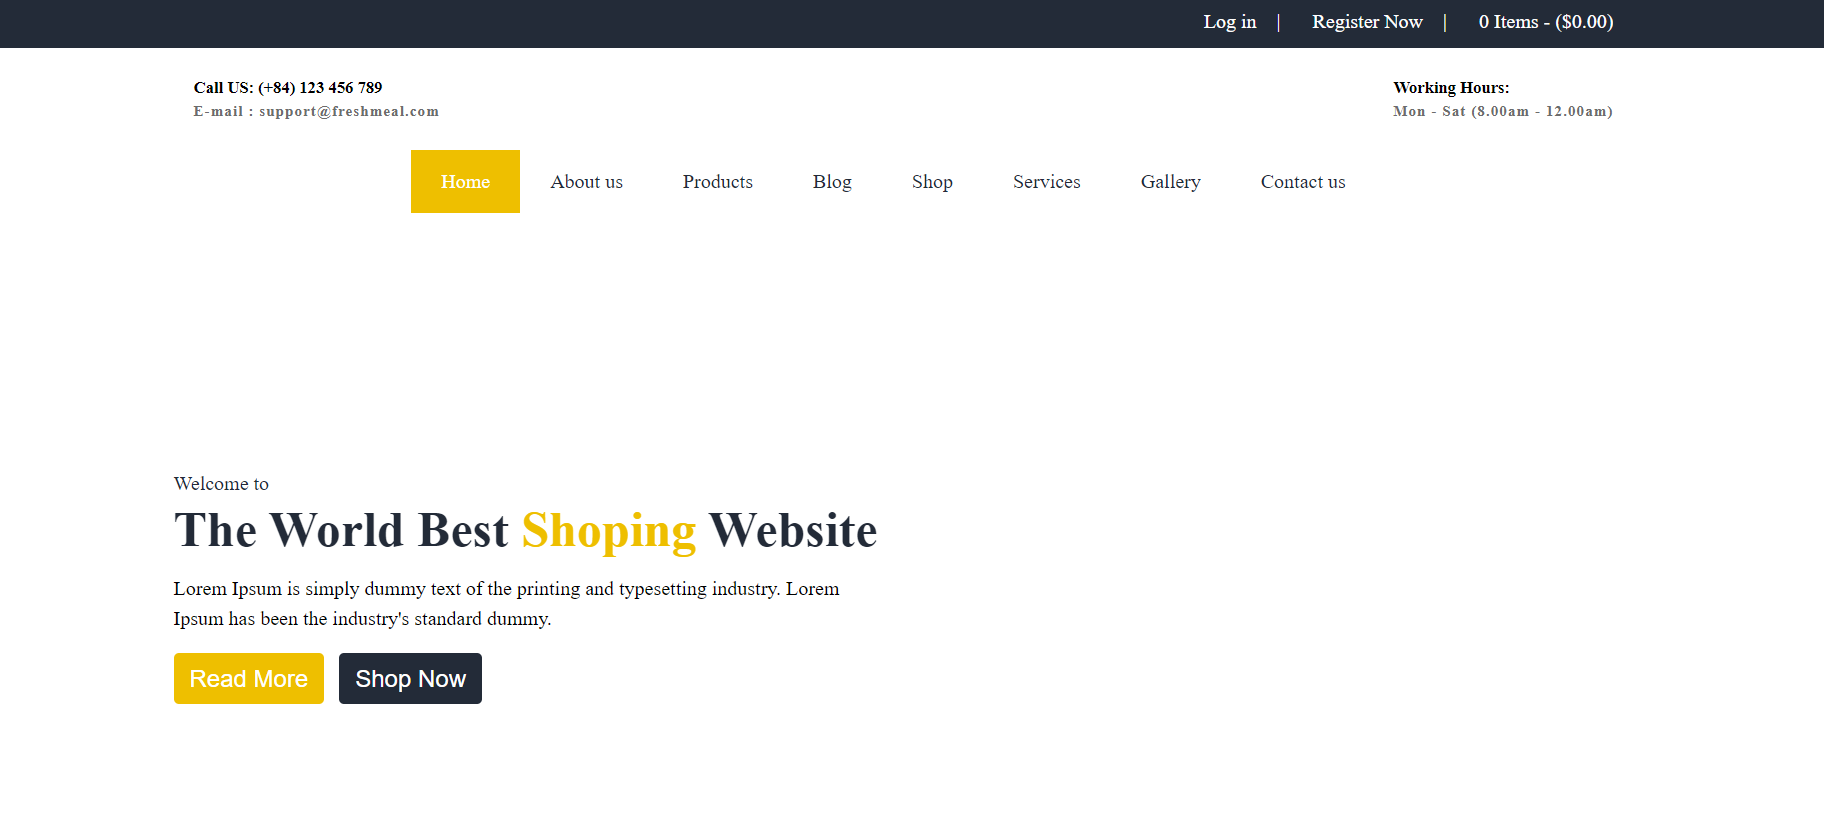 Log in | Register Now | 0 Items - ($0.00)
Call US: (+84) 123 456 789
E-mail : support@freshmeal.com
Working Hours:
Mon - Sat (8.00am - 12.00am)
Home About us Products Blog Shop Services Gallery Contact us
Welcome to
The World Best Shoping Website
Lorem Ipsum is simply dummy text of the printing and typesetting industry. Lorem
Ipsum has been the industry's standard dummy.
Read More Shop Now